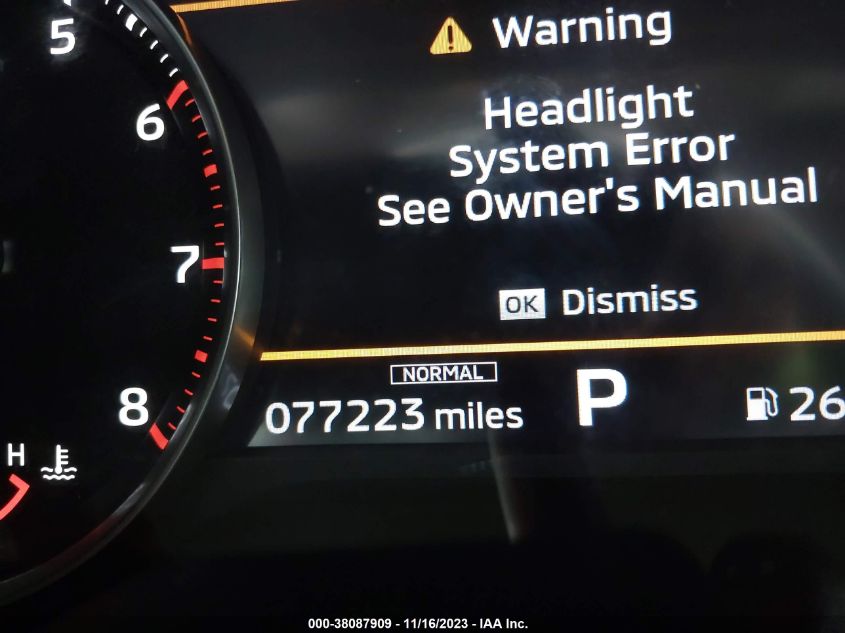 5
6
7
8
H
Warning
Headlight
System Error
See Owner's Manual
OK Dismiss
NORMAL
077223 miles
P
26
000-38087909 - 11/16/2023 - IAA Inc.